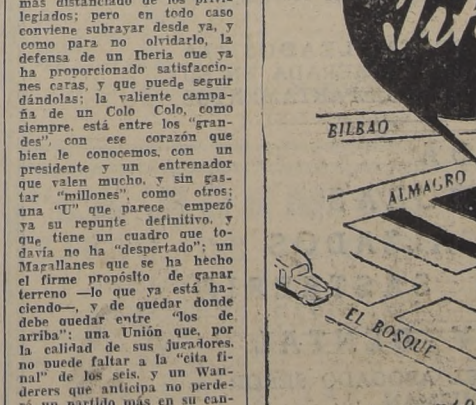 más distanciado de los privi-
legiados; pero en todo caso
conviene subrayar desde ya, y
como para no olvidarlo, la
defensa de un Iberia que ya
ha proporcionado satisfaccio-
nes caras, y que puede seguir
dándolas; la valiente campa-
ña de un Colo Colo, como
siempre, está entre los "gran-
des", con ese corazón que
bien le conocemos, con un
presidente y un entrenador
que valen mucho, y sin gas-
tar "millones", como otros;
una "U" que parece empezó
ya su repunte definitivo, y
que tiene un cuadro que to-
davía no ha "despertado"; un
Magallanes que se ha hecho
el firme propósito de ganar
terreno —lo que ya está ha-
ciendo—, y de quedar donde
debe quedar entre "los de
arriba"; una Unión que, por
la calidad de sus jugadores,
no puede faltar a la "cita fi-
nal" de los seis, y un Wan-
derers que anticipa no perde-
rá un partido más en su can-
BILBAO
ALMAGRO
EL BOSQUE